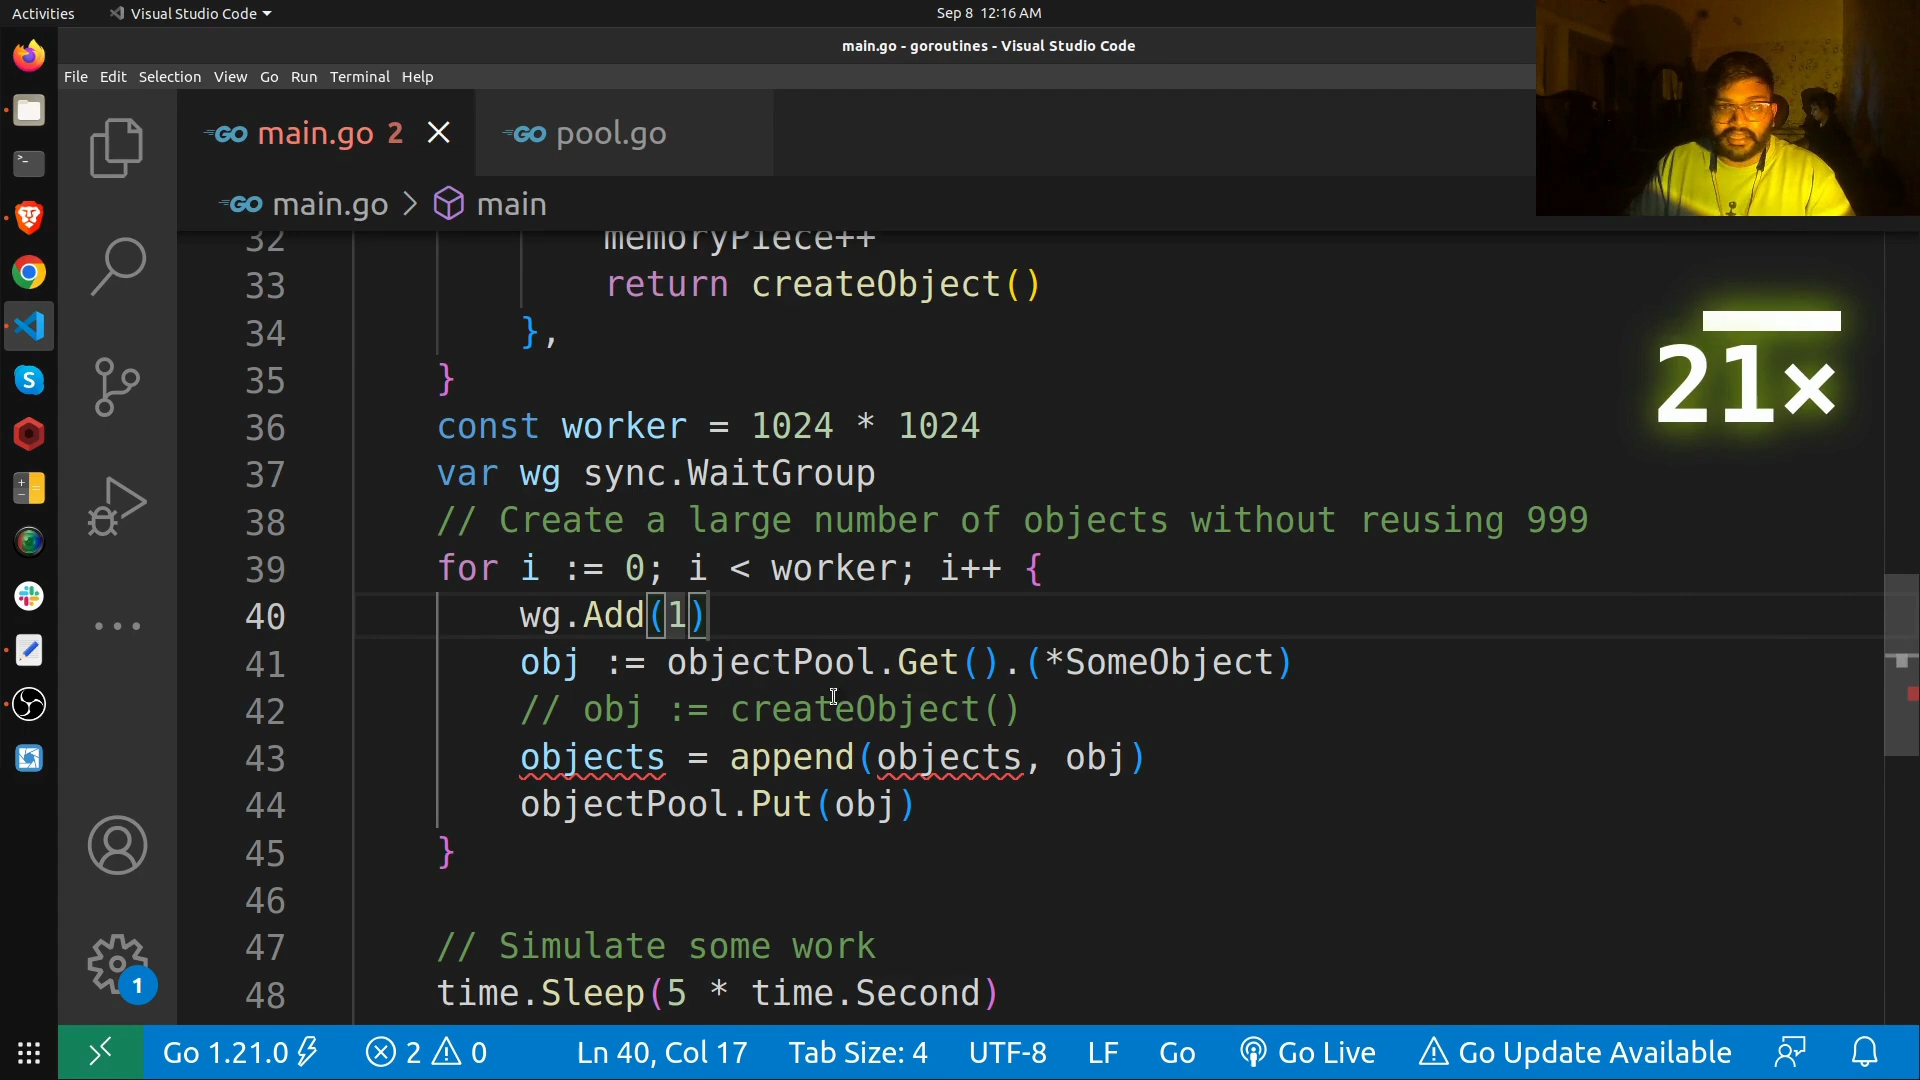 Activities
Visual Studio Code
Sep 8 12:16 AM
main.go - goroutines - Visual Studio Code
File Edit Selection View Go Run Terminal Help
GO main.go 2
GO pool.go
GO main.go > main
32 memoryPiece++
33 return createObject()
34 },
35 }
36 const worker = 1024 * 1024
37 var wg sync.WaitGroup
38 // Create a large number of objects without reusing 999
39 for i := 0; i < worker; i++ {
40 wg.Add(1)
41 obj := objectPool.Get().(*SomeObject)
42 // obj := createObject()
43 objects = append(objects, obj)
44 objectPool.Put(obj)
45 }
46
47 // Simulate some work
48 time.Sleep(5 * time.Second)
21×
1
Go 1.21.0 2 0 Ln 40, Col 17 Tab Size: 4 UTF-8 LF Go Go Live Go Update Available